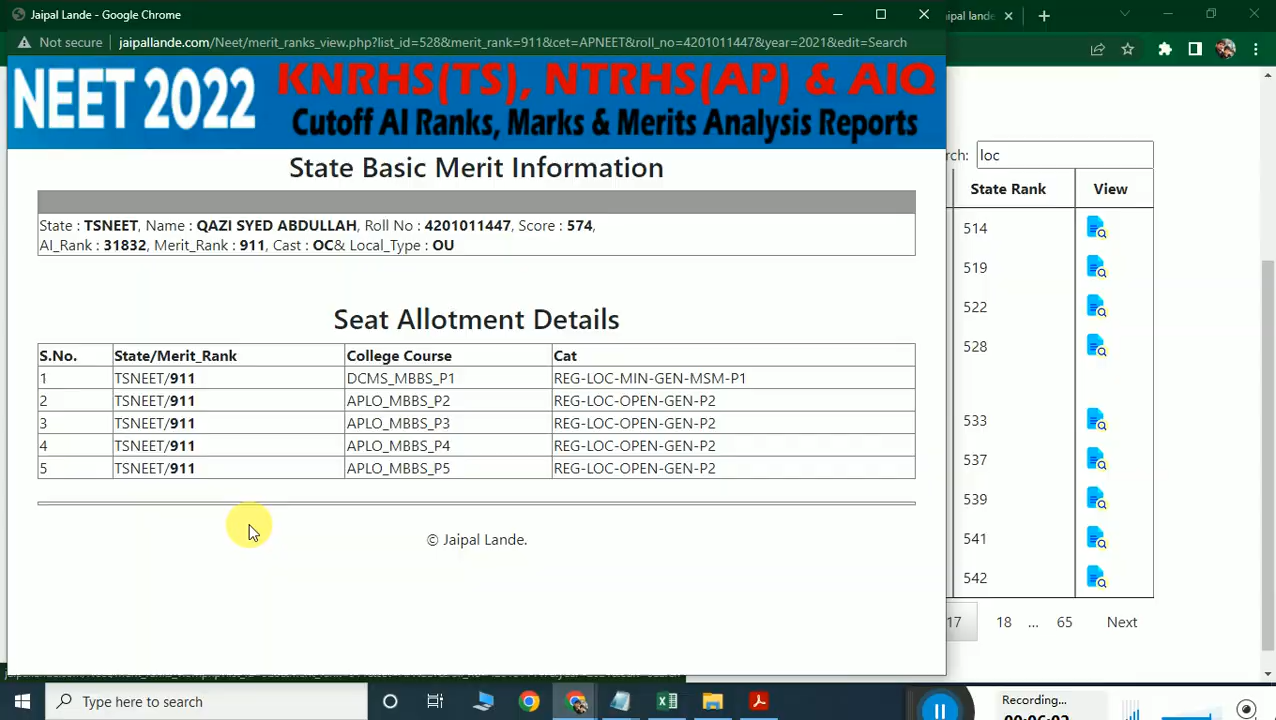 Jaipal Lande - Google Chrome
Not secure jaipallande.com/Neet/merit_ranks_view.php?list_id=528&merit_rank=911&cet=APNEET&roll_no=4201011447&year=2021&edit=Search
jaipal lande
NEET 2022 KNRHS(TS), NTRHS(AP) & AIQ
Cutoff AI Ranks, Marks & Merits Analysis Reports
State Basic Merit Information
State : TSNEET, Name : QAZI SYED ABDULLAH, Roll No : 4201011447, Score : 574,
AI_Rank : 31832, Merit_Rank : 911, Cast : OC& Local_Type : OU
Seat Allotment Details
S.No. State/Merit_Rank College Course Cat
1 TSNEET/911 DCMS_MBBS_P1 REG-LOC-MIN-GEN-MSM-P1
2 TSNEET/911 APLO_MBBS_P2 REG-LOC-OPEN-GEN-P2
3 TSNEET/911 APLO_MBBS_P3 REG-LOC-OPEN-GEN-P2
4 TSNEET/911 APLO_MBBS_P4 REG-LOC-OPEN-GEN-P2
5 TSNEET/911 APLO_MBBS_P5 REG-LOC-OPEN-GEN-P2
© Jaipal Lande.
rch: loc
State Rank View
514
519
522
528
533
537
539
541
542
17 18 ... 65 Next
Type here to search
Recording...
00:06:02